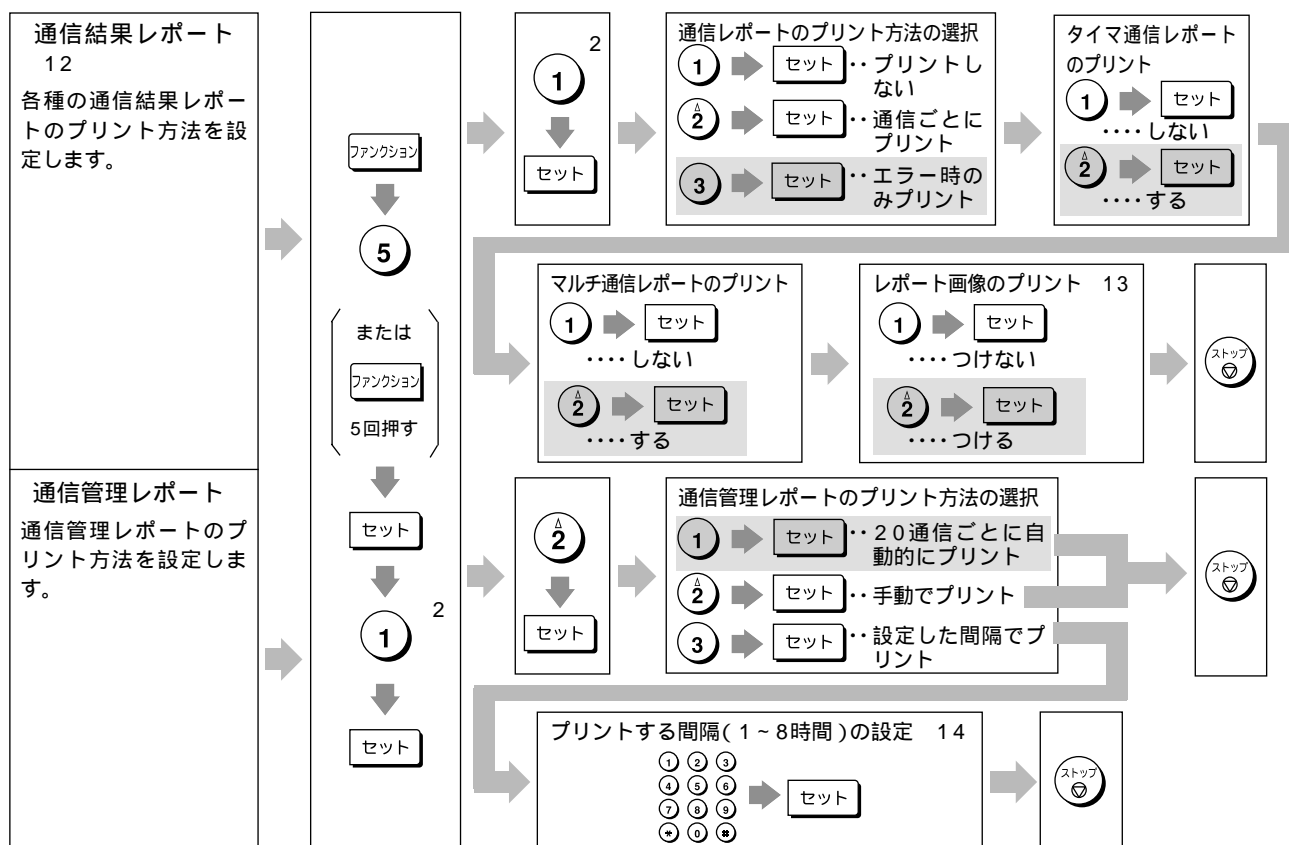 通信結果レポート
12
各種の通信結果レポー
トのプリント方法を設
定します。
通信管理レポート
通信管理レポートのプ
リント方法を設定しま
す。
ファンクション
5
または
ファンクション
5回押す
セット
1
2
セット
1
2
セット
通信レポートのプリント方法の選択
1 セット ‥プリントし
ない
2 セット ‥通信ごとに
プリント
3 セット ‥エラー時の
みプリント
タイマ通信レポート
のプリント
1 セット
‥‥しない
2 セット
‥‥する
マルチ通信レポートのプリント
1 セット
‥‥しない
2 セット
‥‥する
レポート画像のプリント 13
1 セット
‥‥つけない
2 セット
‥‥つける
ストップ
2
セット
通信管理レポートのプリント方法の選択
1 セット ‥20通信ごとに自
動的にプリント
2 セット ‥手動でプリント
3 セット ‥設定した間隔でプ
リント
ストップ
プリントする間隔(1~8時間)の設定 14
1 2 3
4 5 6
7 8 9
* 0 #
セット
ストップ